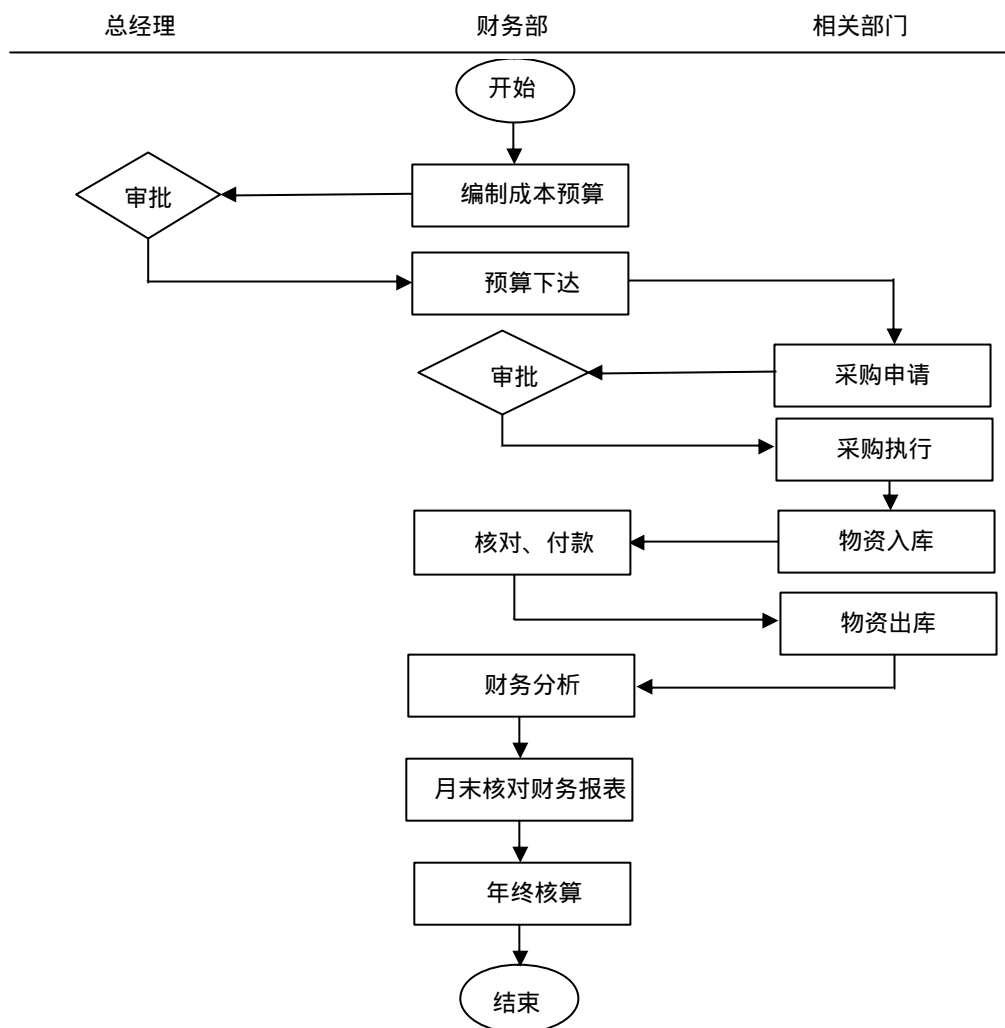 总经理 财务部 相关部门
开始
审批 编制成本预算
预算下达
审批 采购申请
采购执行
核对、付款 物资入库
物资出库
财务分析
月末核对财务报表
年终核算
结束